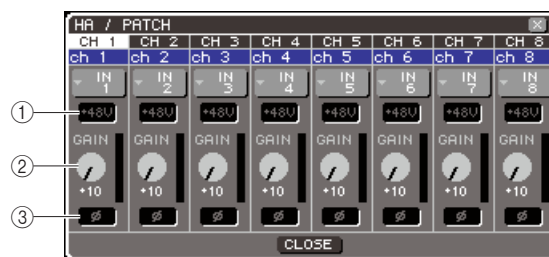 HA / PATCH
CH 1 CH 2 CH 3 CH 4 CH 5 CH 6 CH 7 CH 8
ch 1 ch 2 ch 3 ch 4 ch 5 ch 6 ch 7 ch 8
IN IN IN IN IN IN IN IN
1 2 3 4 5 6 7 8
① +48V +48V +48V +48V +48V +48V +48V +48V
GAIN GAIN GAIN GAIN GAIN GAIN GAIN GAIN
②
+10 +10 +10 +10 +10 +10 +10 +10
③ ø ø ø ø ø ø ø ø
CLOSE